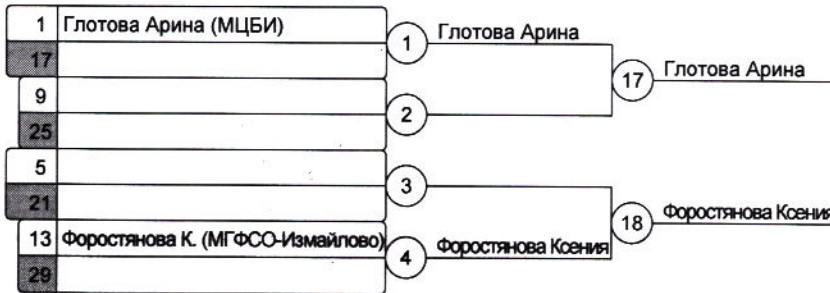 1 Глотова Арина (МЦБИ)
17
1 Глотова Арина
9
25
2
17 Глотова Арина
5
21
3
13 Форостянова К. (МГФСО-Измайлово)
29
4 Форостянова Ксения
18 Форостянова Ксения